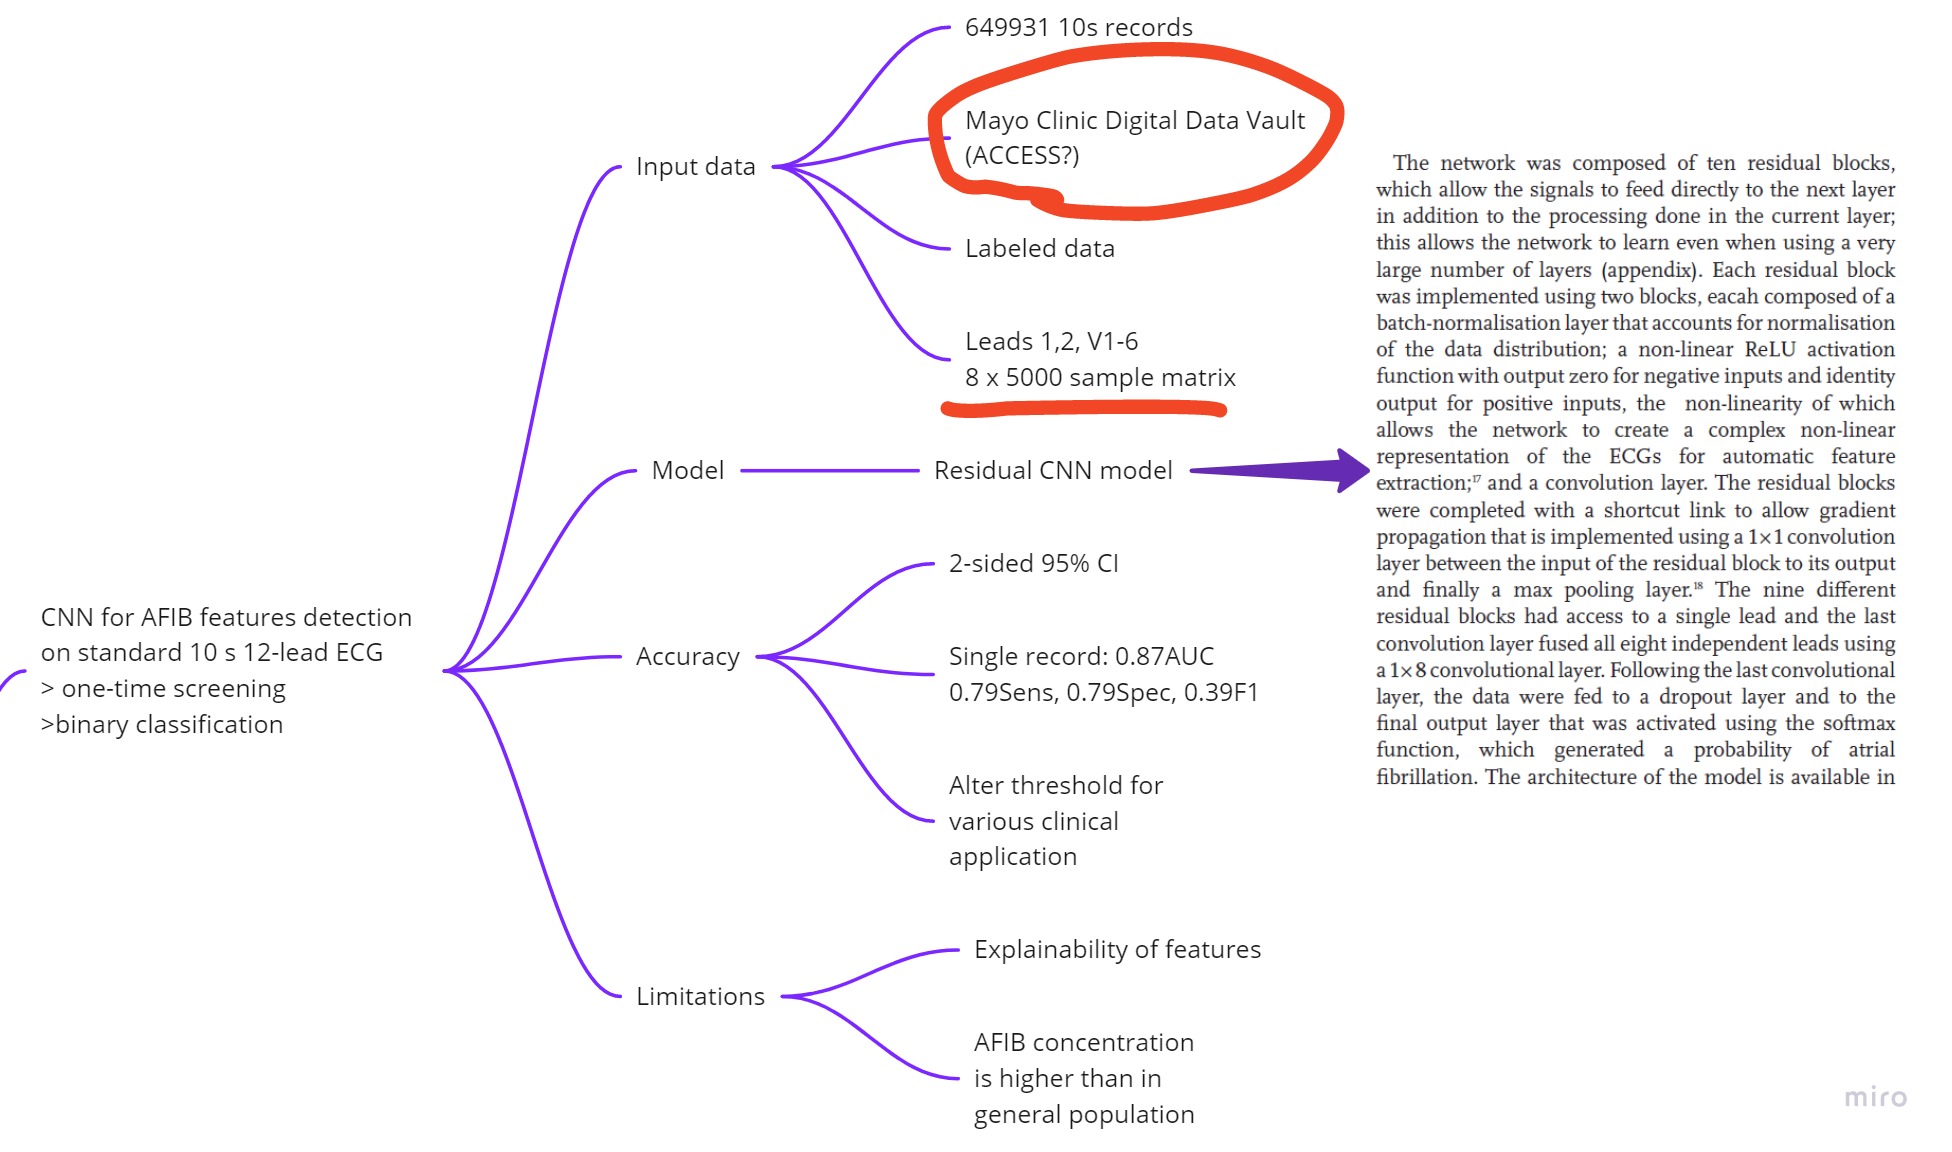 CNN for AFIB features detection
on standard 10 s 12-lead ECG
> one-time screening
>binary classification
Input data
649931 10s records
Mayo Clinic Digital Data Vault
(ACCESS?)
Labeled data
Leads 1,2, V1-6
8 x 5000 sample matrix
Model
Residual CNN model
The network was composed of ten residual blocks,
which allow the signals to feed directly to the next layer
in addition to the processing done in the current layer;
this allows the network to learn even when using a very
large number of layers (appendix). Each residual block
was implemented using two blocks, eacah composed of a
batch-normalisation layer that accounts for normalisation
of the data distribution; a non-linear ReLU activation
function with output zero for negative inputs and identity
output for positive inputs, the non-linearity of which
allows the network to create a complex non-linear
representation of the ECGs for automatic feature
extraction;¹⁷ and a convolution layer. The residual blocks
were completed with a shortcut link to allow gradient
propagation that is implemented using a 1×1 convolution
layer between the input of the residual block to its output
and finally a max pooling layer.¹⁸ The nine different
residual blocks had access to a single lead and the last
convolution layer fused all eight independent leads using
a 1×8 convolutional layer. Following the last convolutional
layer, the data were fed to a dropout layer and to the
final output layer that was activated using the softmax
function, which generated a probability of atrial
fibrillation. The architecture of the model is available in
Accuracy
2-sided 95% CI
Single record: 0.87AUC
0.79Sens, 0.79Spec, 0.39F1
Alter threshold for
various clinical
application
Limitations
Explainability of features
AFIB concentration
is higher than in
general population
miro